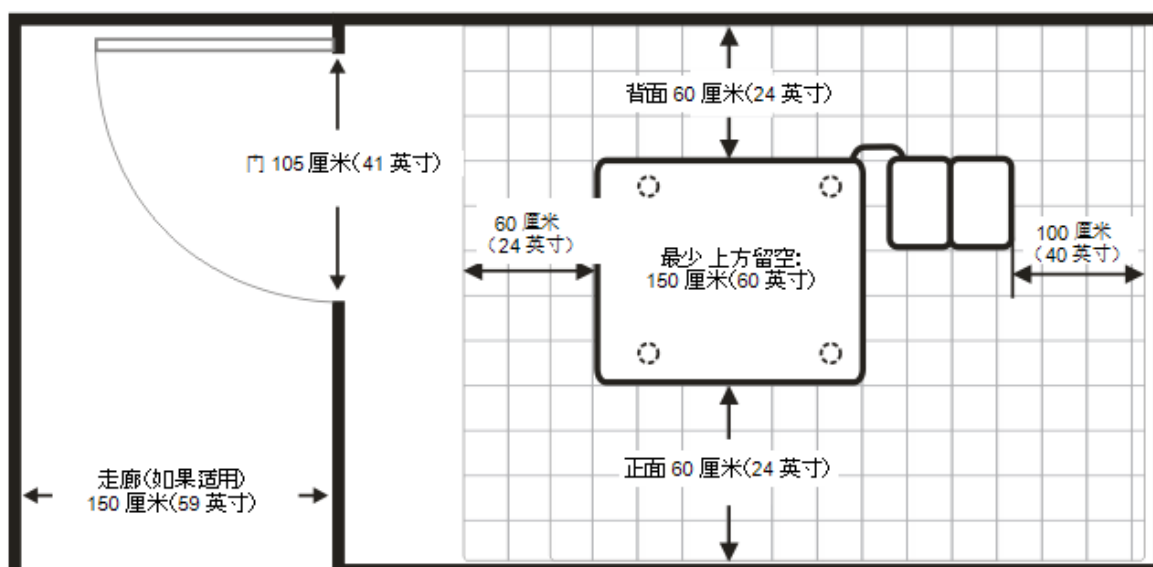 背面 60 厘米(24 英寸)
门 105 厘米(41 英寸)
60 厘米
(24 英寸)
最少 上方留空:
150 厘米(60 英寸)
100 厘米
(40 英寸)
正面 60 厘米(24 英寸)
走廊(如果适用)
150 厘米(59 英寸)